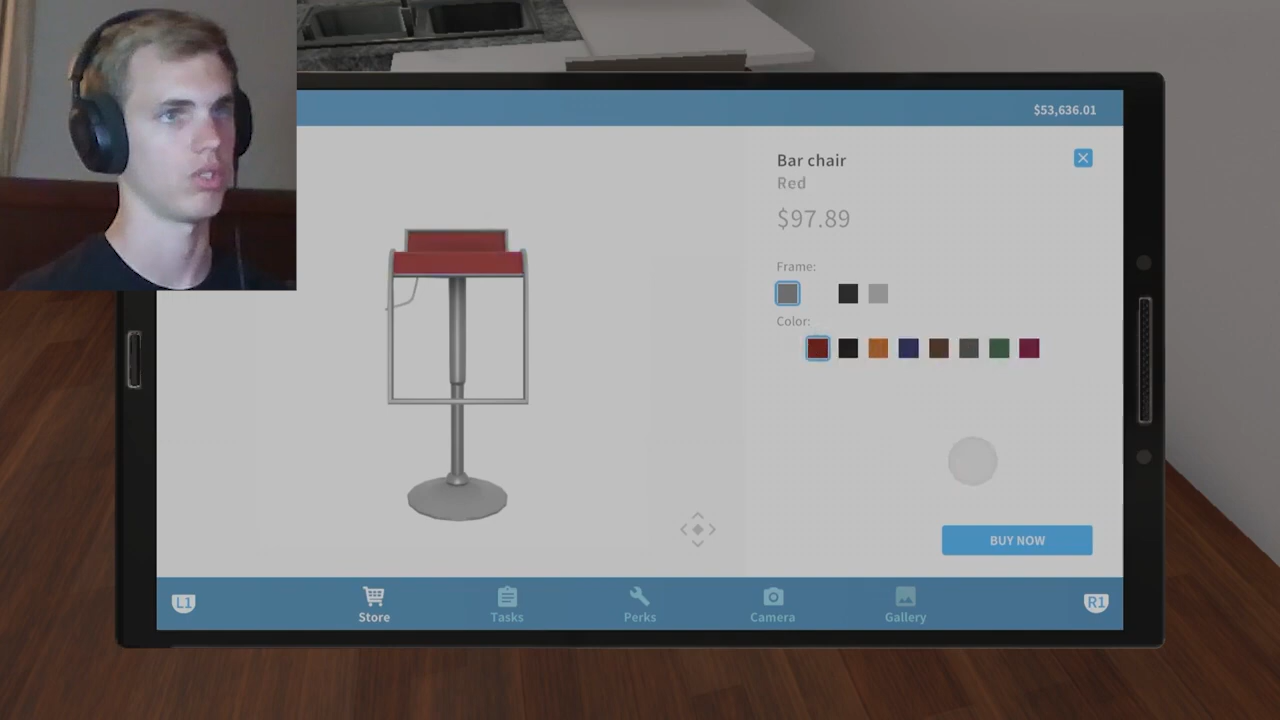 $53,636.01
Bar chair
Red
$97.89
Frame:
Color:
BUY NOW
L1
Store
Tasks
Perks
Camera
Gallery
R1